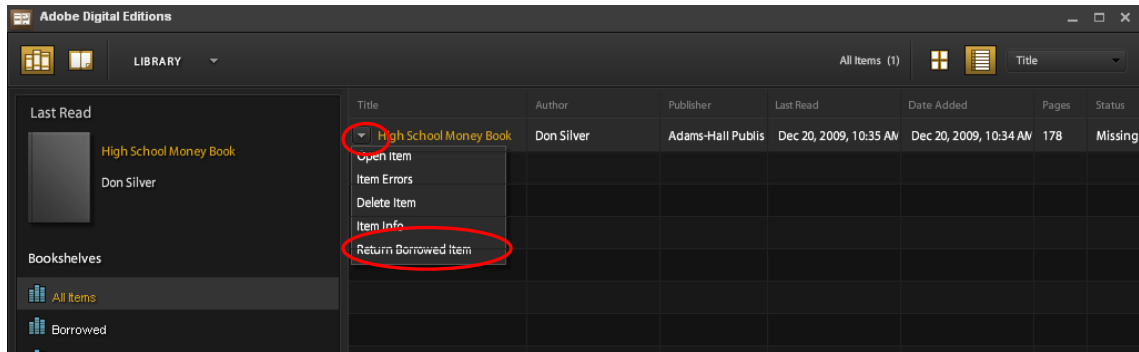 Adobe Digital Editions
LIBRARY
All Items (1)
Title
Last Read
High School Money Book
Don Silver
Bookshelves
All Items
Borrowed
Title Author Publisher Last Read Date Added Pages Status
High School Money Book Don Silver Adams-Hall Publis Dec 20, 2009, 10:35 AM Dec 20, 2009, 10:34 AM 178 Missing
Open Item
Item Errors
Delete Item
Item Info
Return Borrowed Item